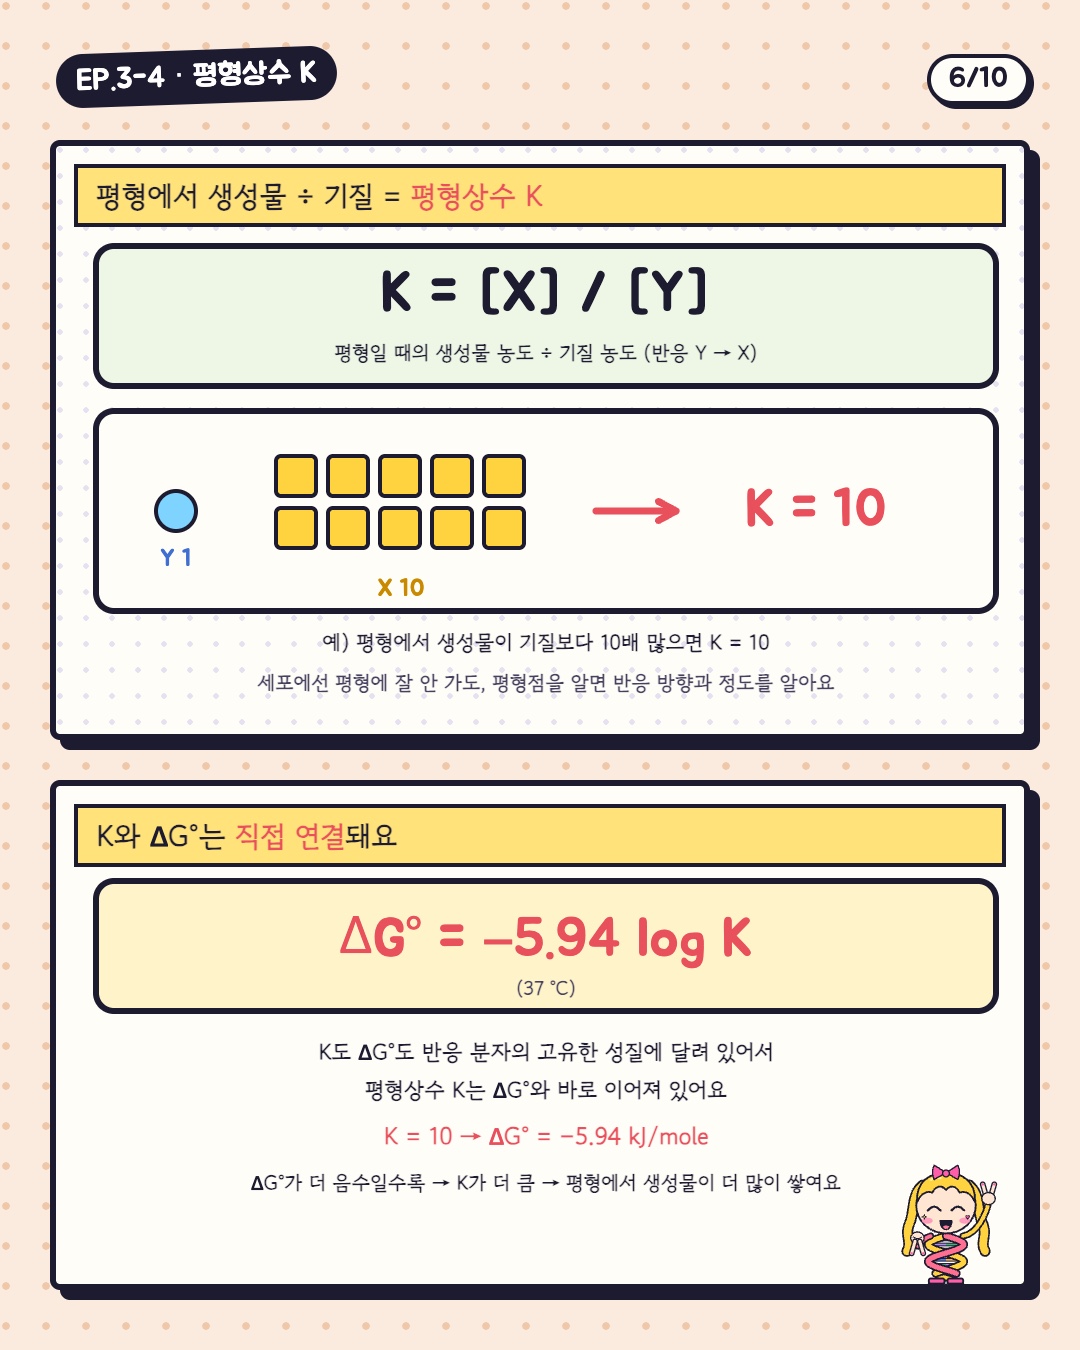 EP.3-4 · 평형상수 K
6/10
평형에서 생성물 ÷ 기질 = 평형상수 K
K = [X] / [Y]
평형일 때의 생성물 농도 ÷ 기질 농도 (반응 Y → X)
K = 10
Y 1
X 10
예) 평형에서 생성물이 기질보다 10배 많으면 K = 10
세포에선 평형에 잘 안 가도, 평형점을 알면 반응 방향과 정도를 알아요
K와 ΔG°는 직접 연결돼요
ΔG° = −5.94 log K
(37 °C)
K도 ΔG°도 반응 분자의 고유한 성질에 달려 있어서
평형상수 K는 ΔG°와 바로 이어져 있어요
K = 10 → ΔG° = −5.94 kJ/mole
ΔG°가 더 음수일수록 → K가 더 큼 → 평형에서 생성물이 더 많이 쌓여요